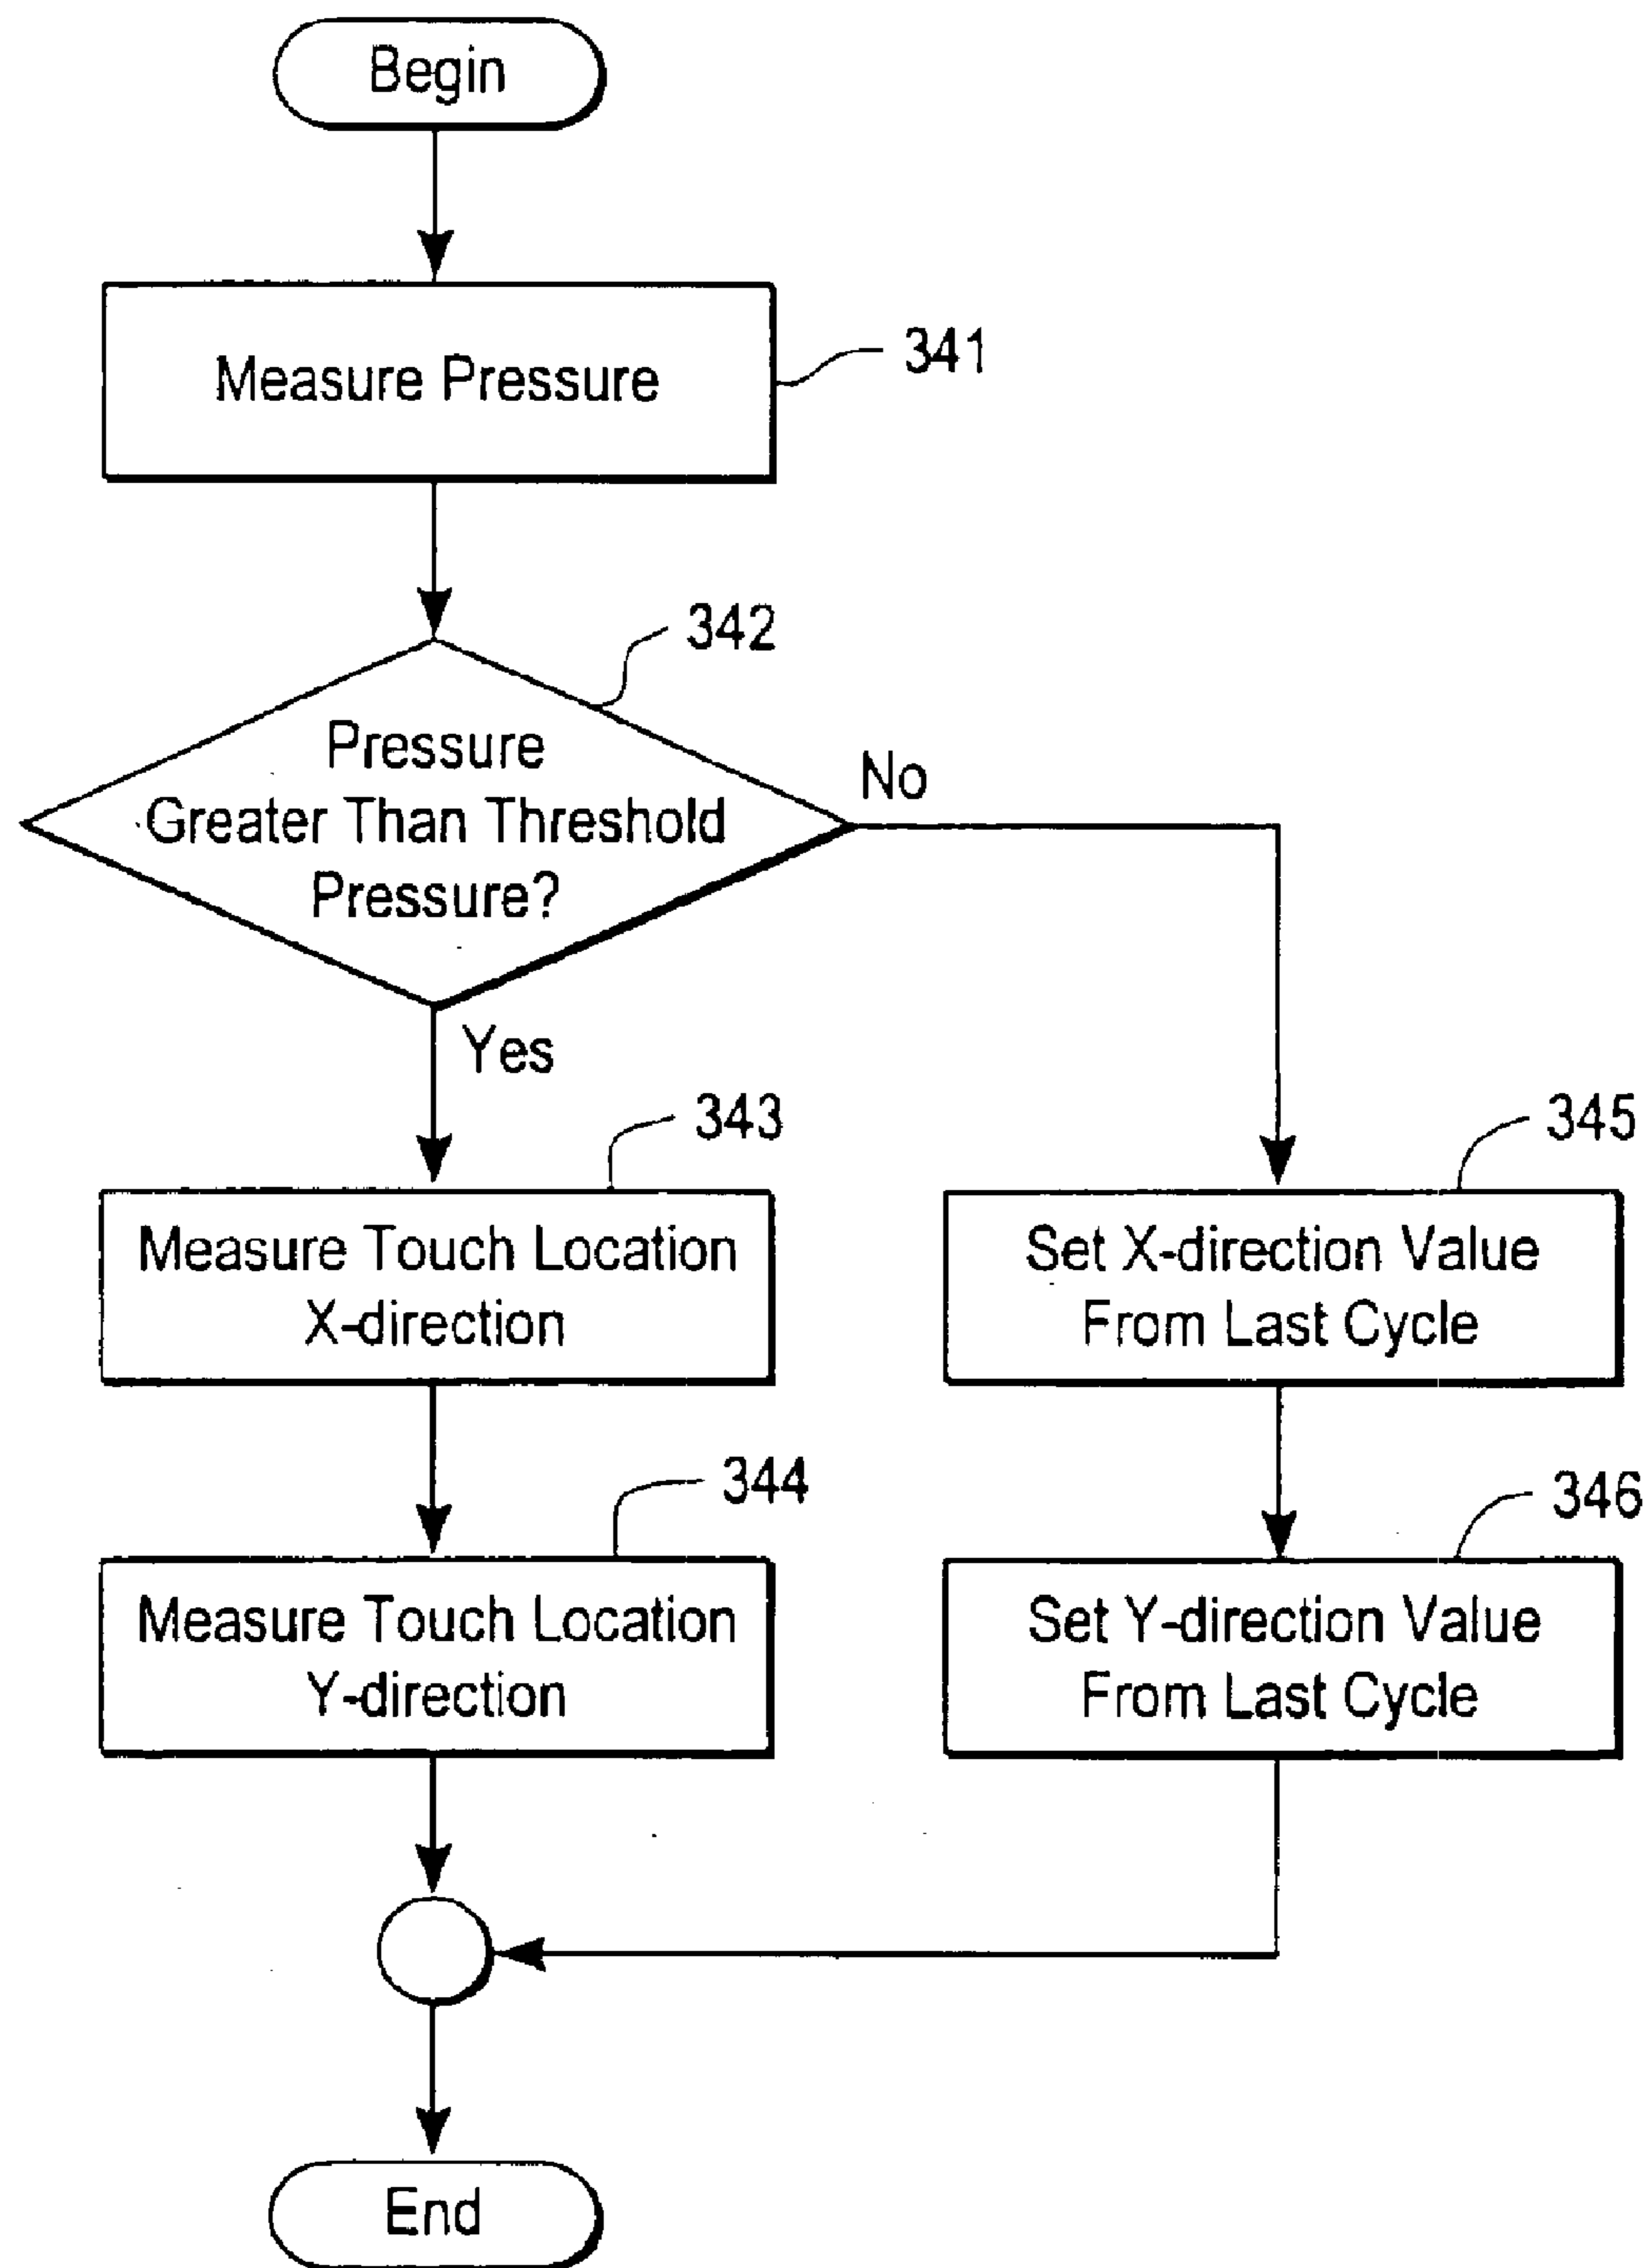 Begin
Measure Pressure
341
342
Pressure
Greater Than Threshold
Pressure?
No
Yes
343
Measure Touch Location
X-direction
345
Set X-direction Value
From Last Cycle
344
Measure Touch Location
Y-direction
346
Set Y-direction Value
From Last Cycle
End